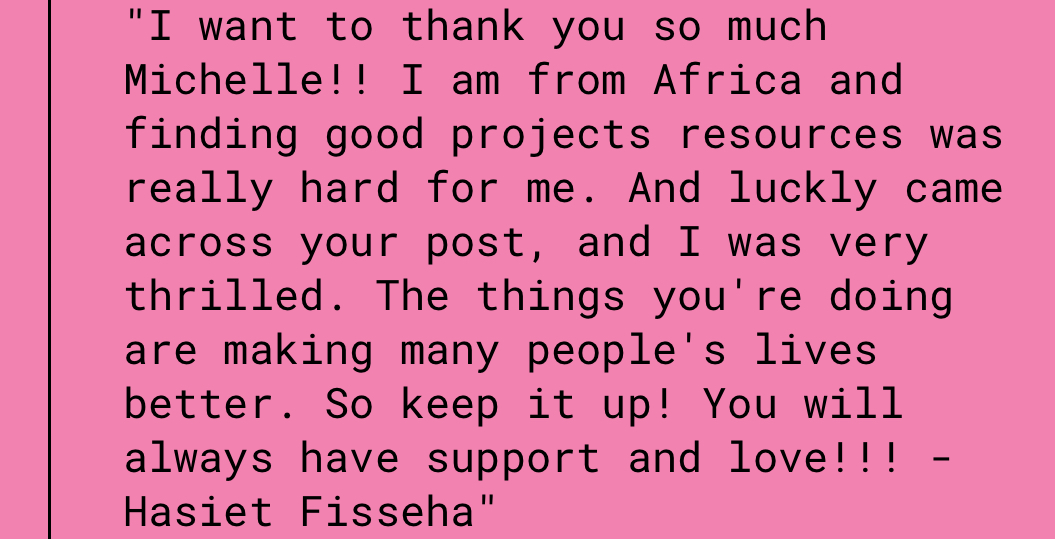 "I want to thank you so much
Michelle!! I am from Africa and
finding good projects resources was
really hard for me. And luckly came
across your post, and I was very
thrilled. The things you're doing
are making many people's lives
better. So keep it up! You will
always have support and love!!! -
Hasiet Fisseha"